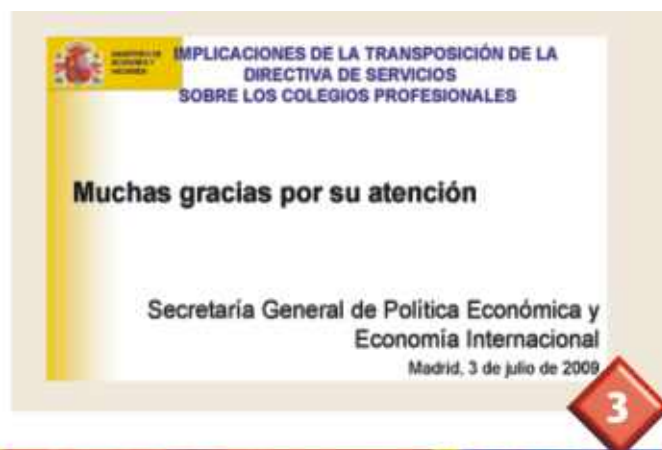 IMPLICACIONES DE LA TRANSPOSICIÓN DE LA
DIRECTIVA DE SERVICIOS
SOBRE LOS COLEGIOS PROFESIONALES
Muchas gracias por su atención
Secretaría General de Política Económica y
Economía Internacional
Madrid, 3 de julio de 2009
3